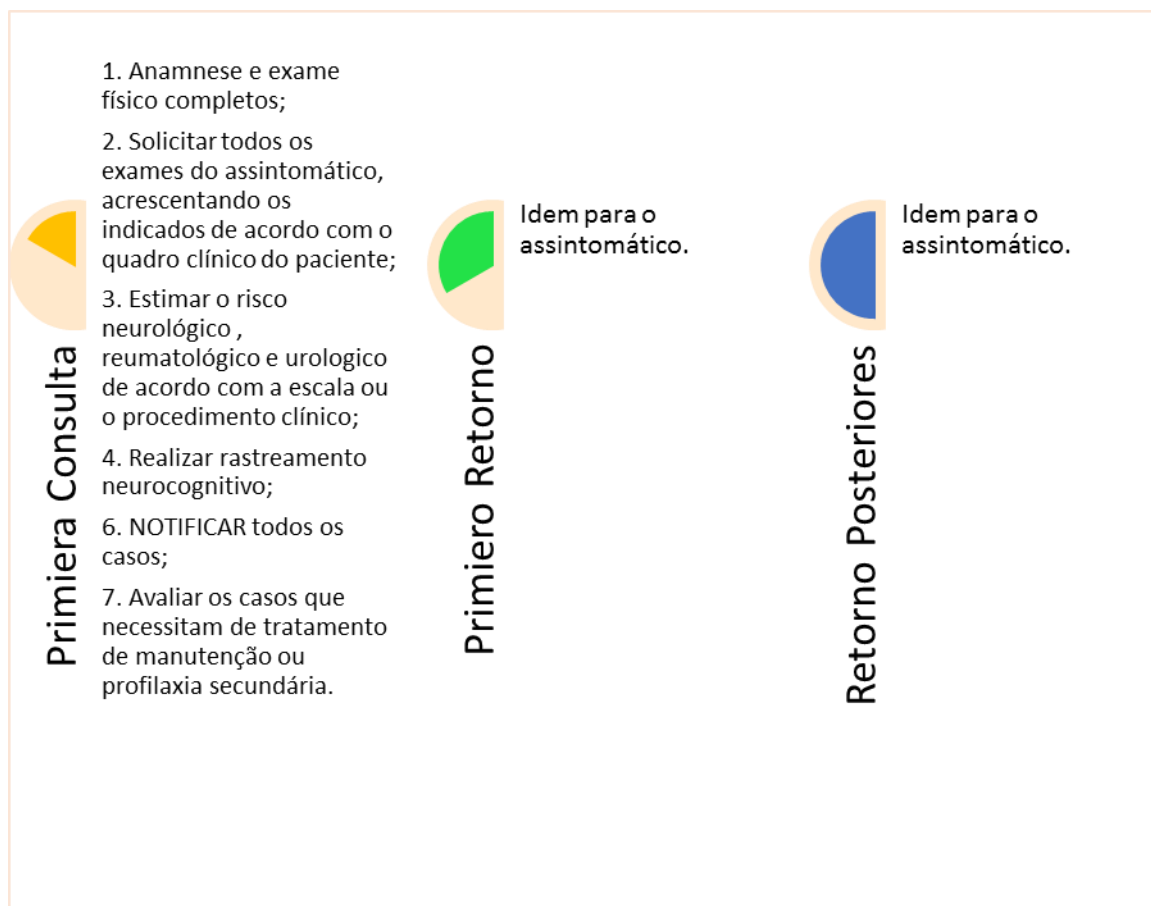 Primiera Consulta
1. Anamnese e exame
físico completos;
2. Solicitar todos os
exames do assintomático,
acrescentando os
indicados de acordo com o
quadro clínico do paciente;
3. Estimar o risco
neurológico ,
reumatológico e urologico
de acordo com a escala ou
o procedimento clínico;
4. Realizar rastreamento
neurocognitivo;
6. NOTIFICAR todos os
casos;
7. Avaliar os casos que
necessitam de tratamento
de manutenção ou
profilaxia secundária.
Primiero Retorno
Idem para o
assintomático.
Retorno Posteriores
Idem para o
assintomático.